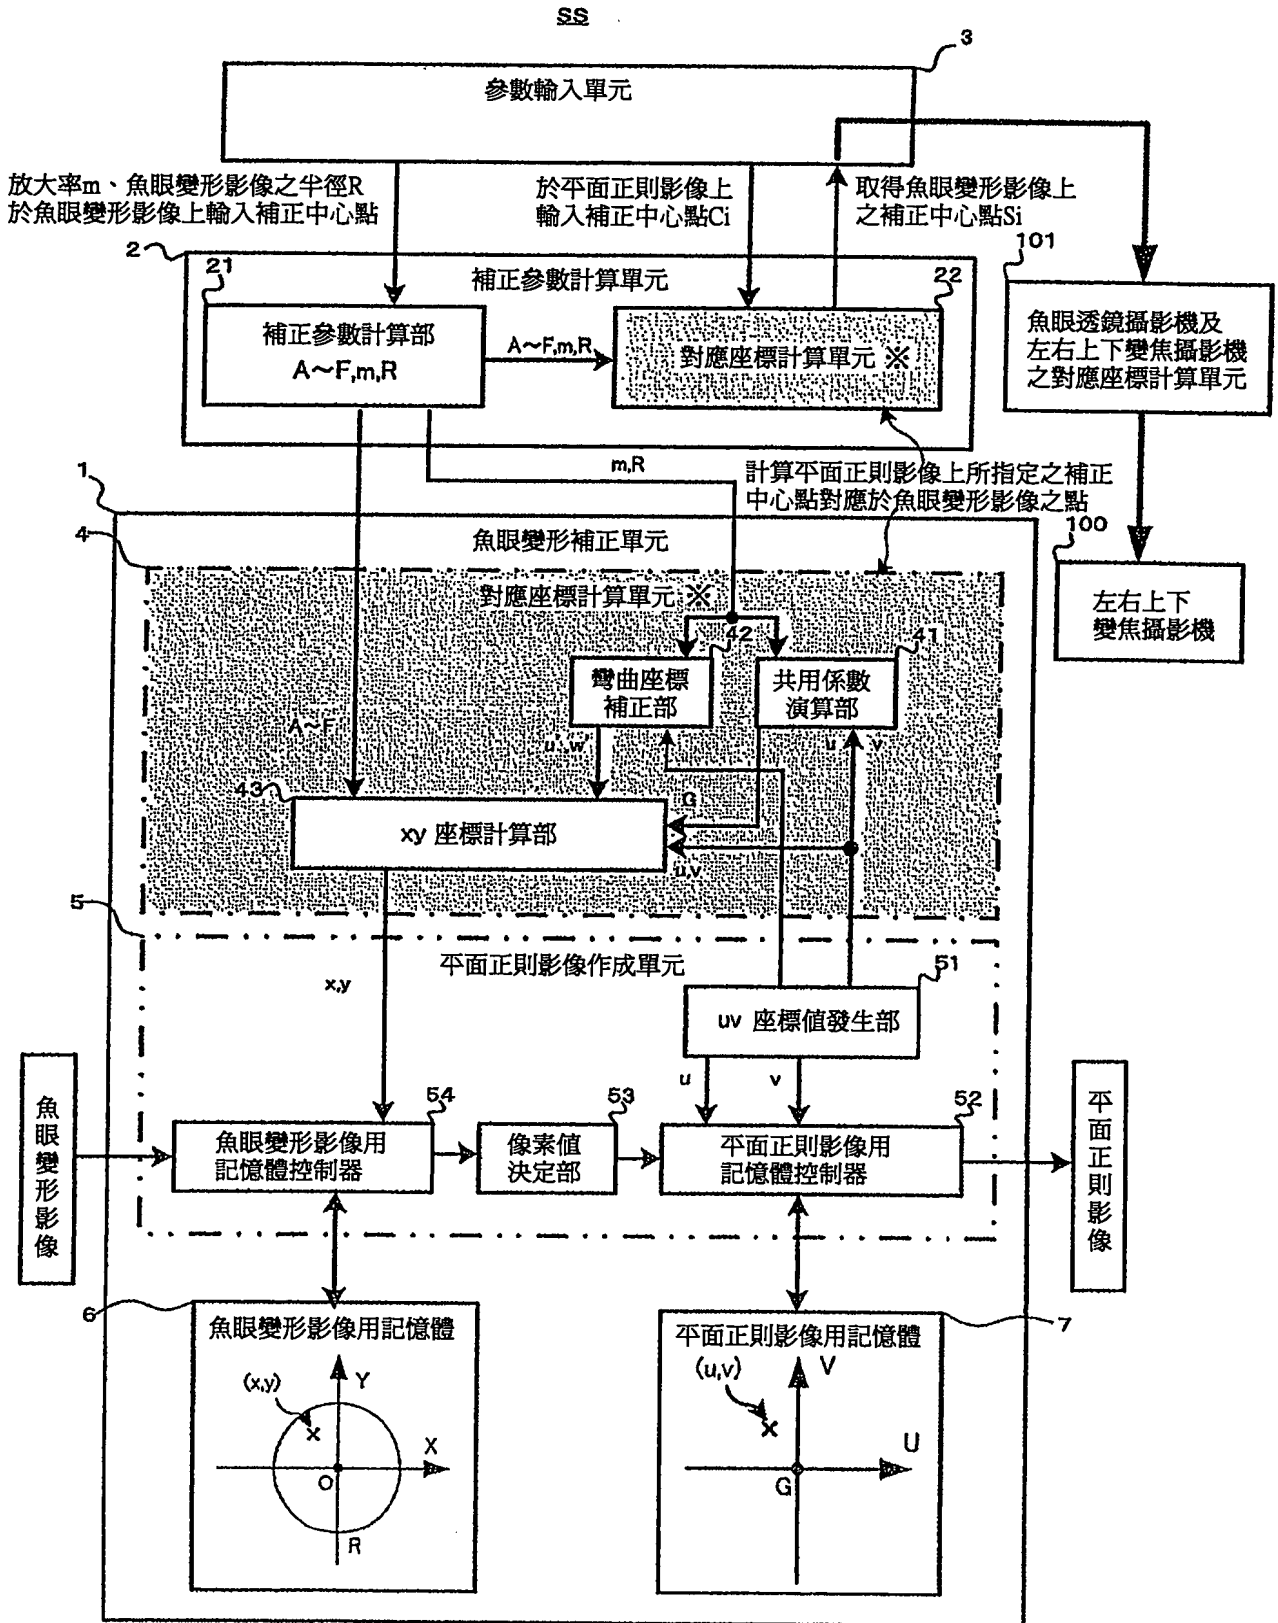 SS
3
參數輸入單元
放大率m、魚眼變形影像之半徑R
於魚眼變形影像上輸入補正中心點
於平面正則影像上
輸入補正中心點Ci
取得魚眼變形影像上
之補正中心點Si
2
21
補正參數計算單元
22
101
補正參數計算部
A～F,m,R
A～F,m,R
對應座標計算單元 ※
魚眼透鏡攝影機及
左右上下變焦攝影機
之對應座標計算單元
m,R
計算平面正則影像上所指定之補正
中心點對應於魚眼變形影像之點
1
4
魚眼變形補正單元
100
左右上下
變焦攝影機
對應座標計算單元 ※
42
41
彎曲座標
補正部
共用係數
演算部
A～F
u',w'
u
v
43
G
xy 座標計算部
u,v
5
平面正則影像作成單元
51
x,y
uv 座標值發生部
u
v
54
53
52
魚眼變形影像
魚眼變形影像用
記憶體控制器
像素值
決定部
平面正則影像用
記憶體控制器
平面正則影像
6
魚眼變形影像用記憶體
(x,y)
Y
X
O
R
7
平面正則影像用記憶體
(u,v)
V
U
G